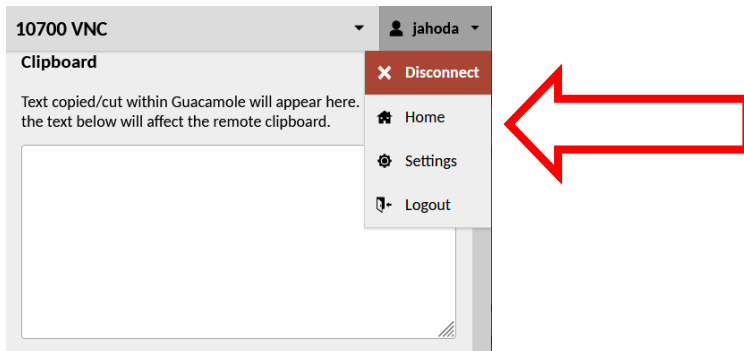 10700 VNC
jahoda
Clipboard
Disconnect
Text copied/cut within Guacamole will appear here.
the text below will affect the remote clipboard.
Home
Settings
Logout